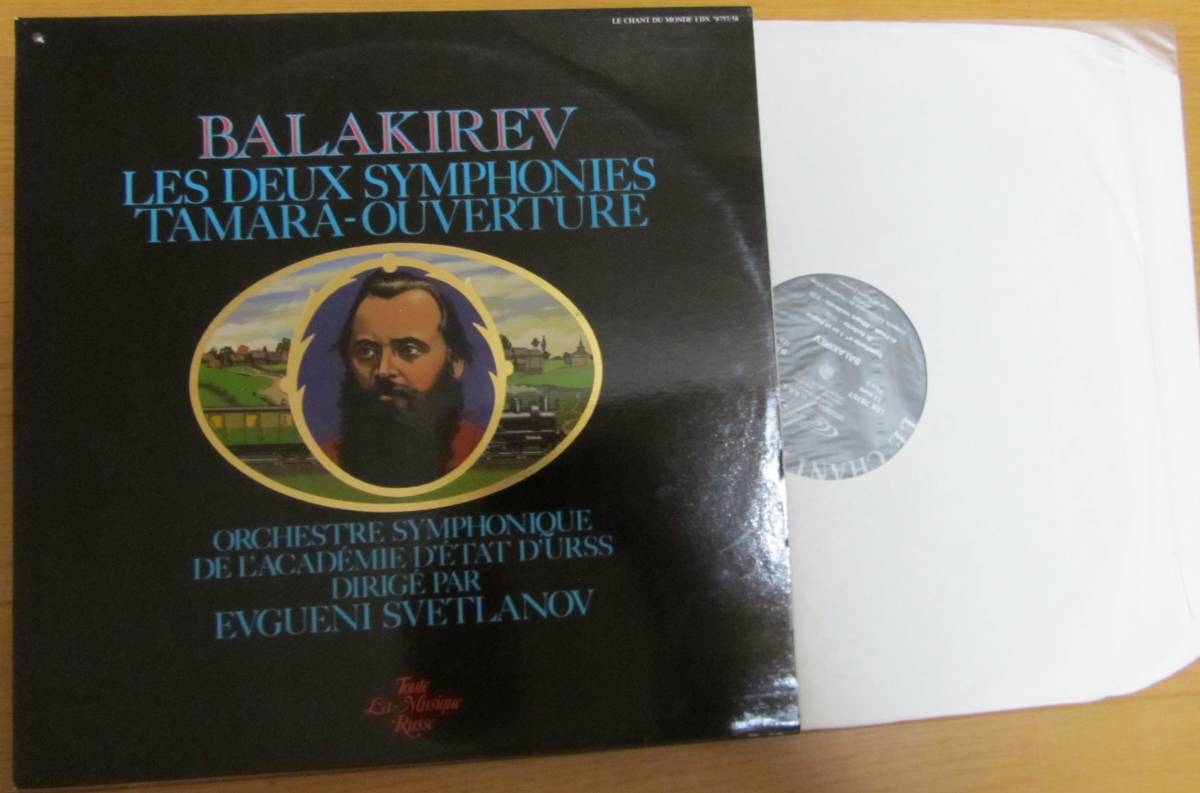 LE CHANT DU MONDE LDX 78757/58
BALAKIREV
LES DEUX SYMPHONIES
TAMARA-OUVERTURE
ORCHESTRE SYMPHONIQUE
DE L'ACADÉMIE D'ÉTAT D'URSS
DIRIGÉ PAR
EVGUENI SVETLANOV
Toute
La Musique
Russe
LE CHANT
BALAKIREV